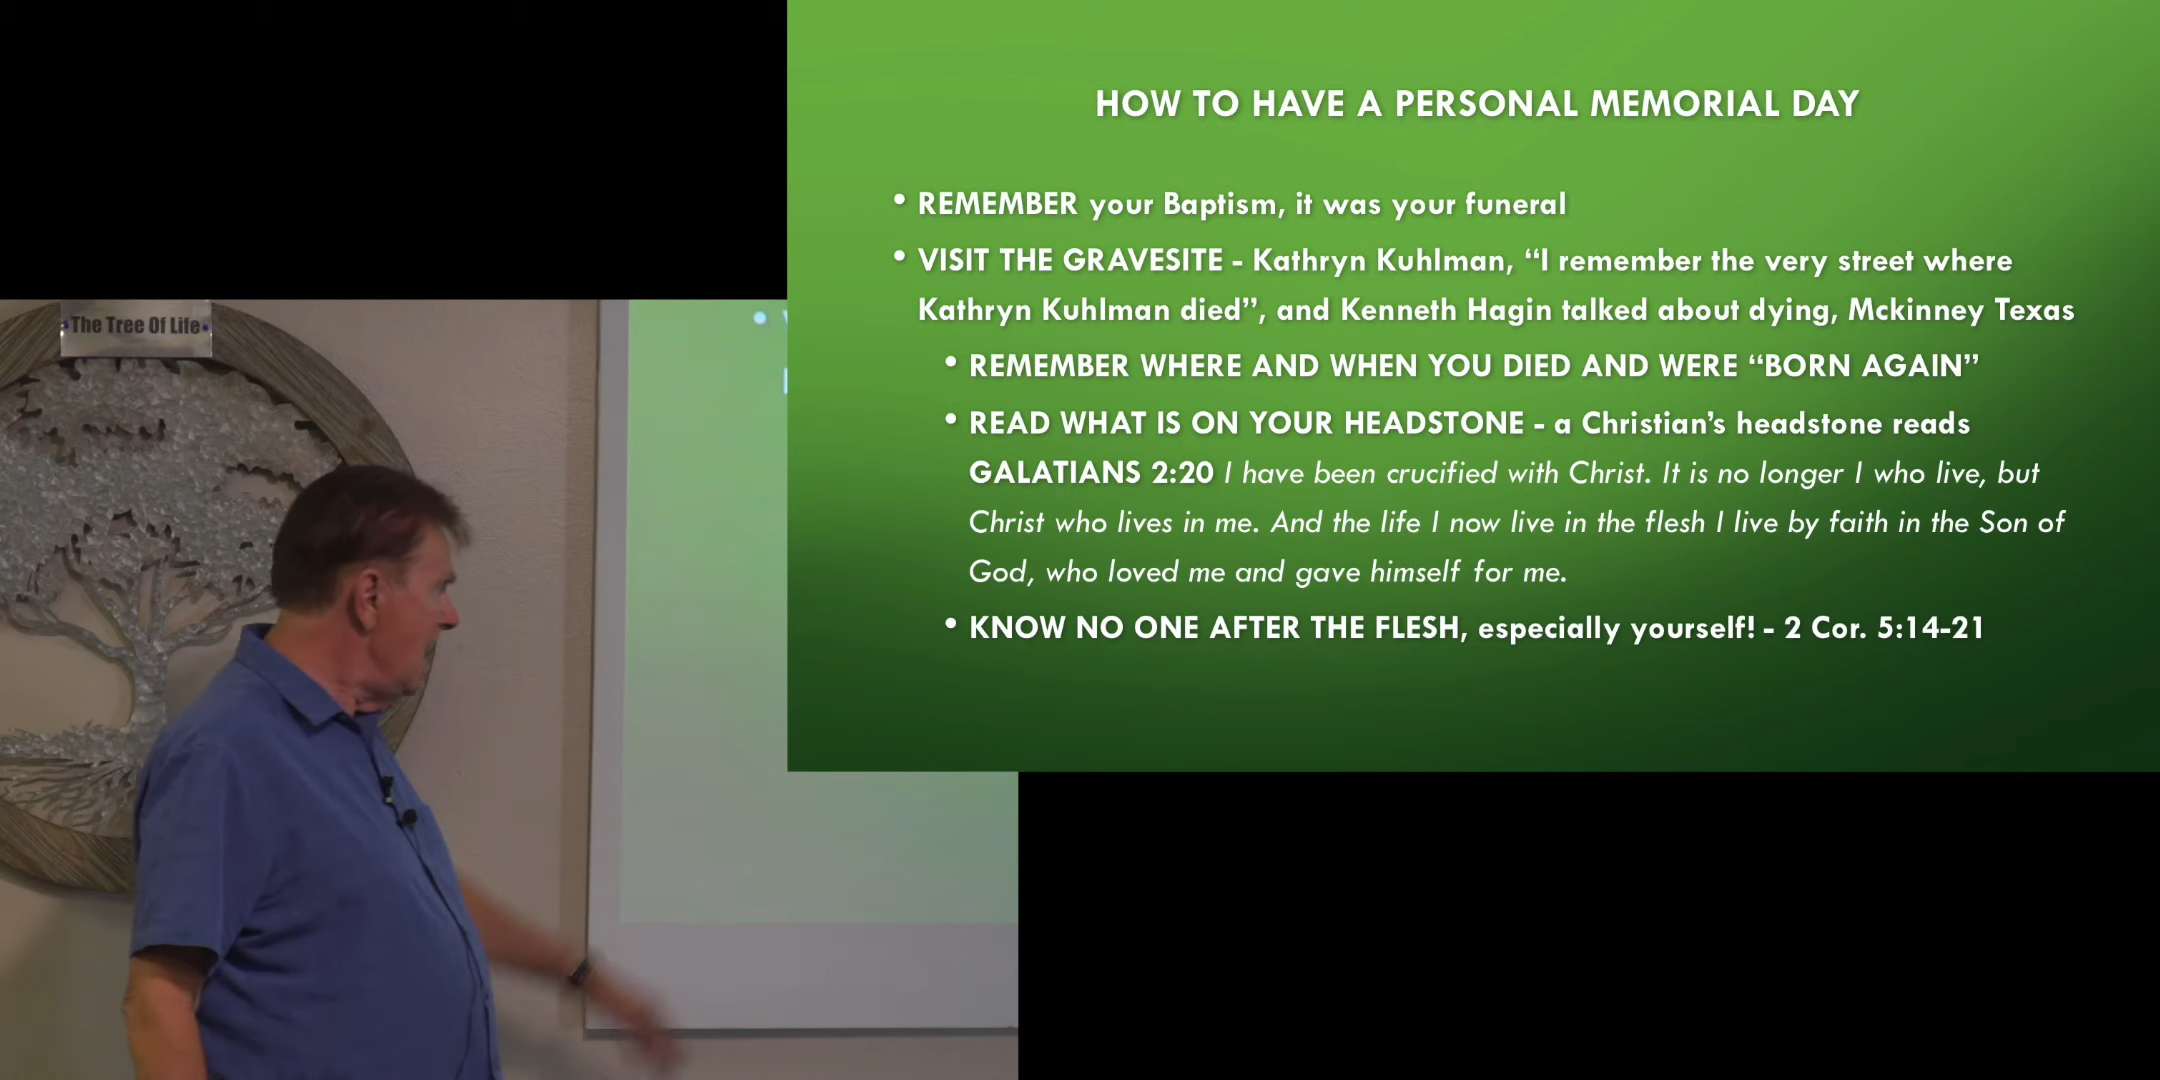 HOW TO HAVE A PERSONAL MEMORIAL DAY
• REMEMBER your Baptism, it was your funeral
• VISIT THE GRAVESITE - Kathryn Kuhlman, “I remember the very street where
Kathryn Kuhlman died”, and Kenneth Hagin talked about dying, Mckinney Texas
• REMEMBER WHERE AND WHEN YOU DIED AND WERE “BORN AGAIN”
• READ WHAT IS ON YOUR HEADSTONE - a Christian’s headstone reads
GALATIANS 2:20 I have been crucified with Christ. It is no longer I who live, but
Christ who lives in me. And the life I now live in the flesh I live by faith in the Son of
God, who loved me and gave himself for me.
• KNOW NO ONE AFTER THE FLESH, especially yourself! - 2 Cor. 5:14-21
The Tree Of Life